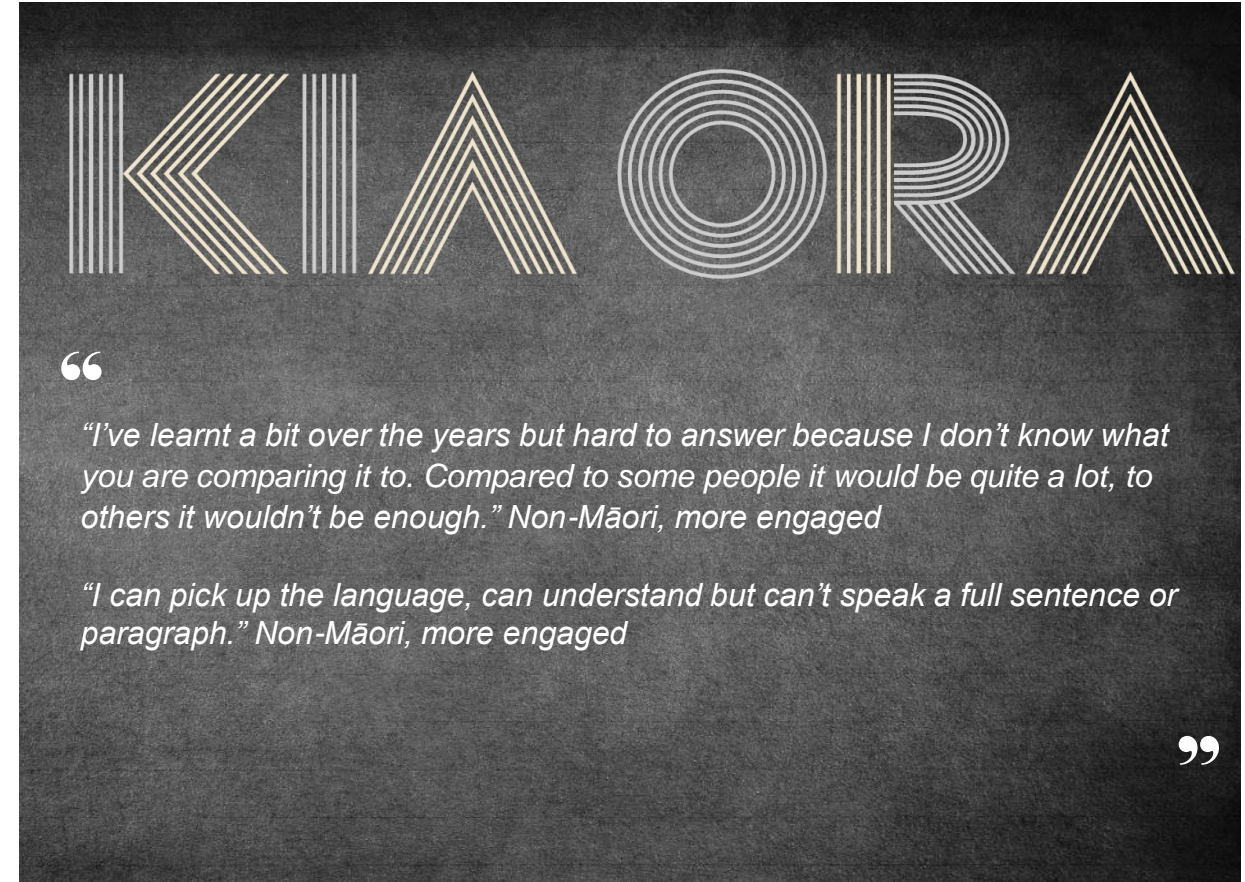 KIA ORA
“
“I’ve learnt a bit over the years but hard to answer because I don’t know what
you are comparing it to. Compared to some people it would be quite a lot, to
others it wouldn’t be enough.” Non-Māori, more engaged
“I can pick up the language, can understand but can’t speak a full sentence or
paragraph.” Non-Māori, more engaged
”